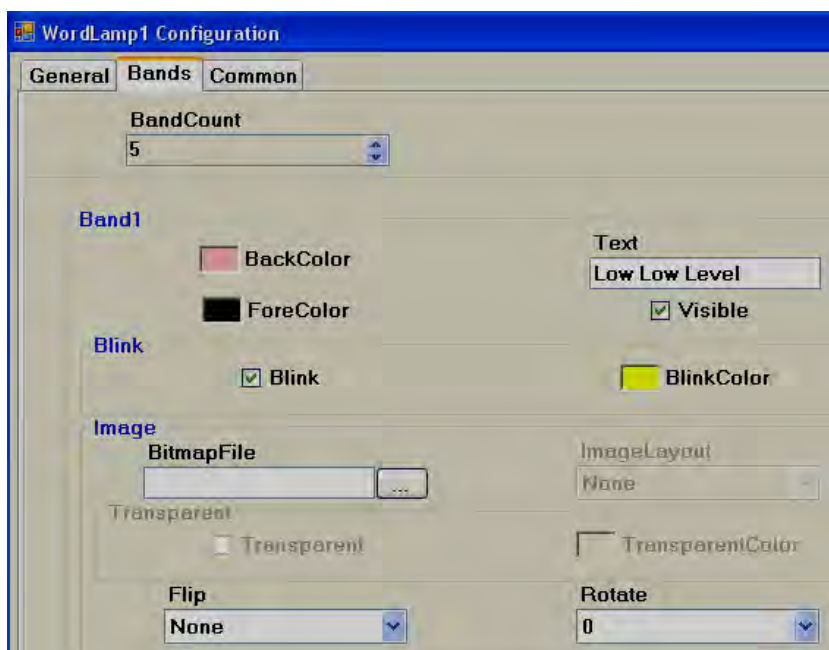 WordLamp1 Configuration
General Bands Common
BandCount
5
Band1
BackColor
Text
Low Low Level
ForeColor
Visible
Blink
Blink
BlinkColor
Image
BitmapFile
ImageLayout
...
None
Transparent
Transparent
TransparentColor
Flip
Rotate
None
0